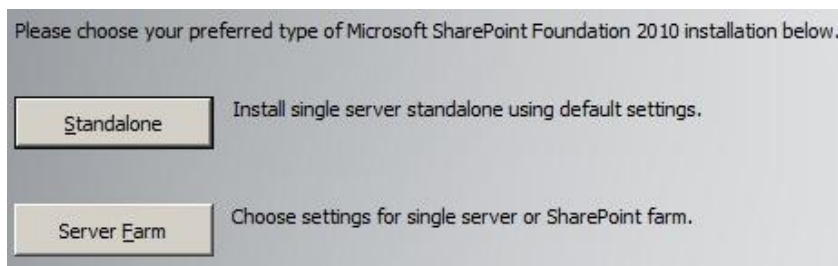 Please choose your preferred type of Microsoft SharePoint Foundation 2010 installation below.
Standalone
Install single server standalone using default settings.
Server Farm
Choose settings for single server or SharePoint farm.